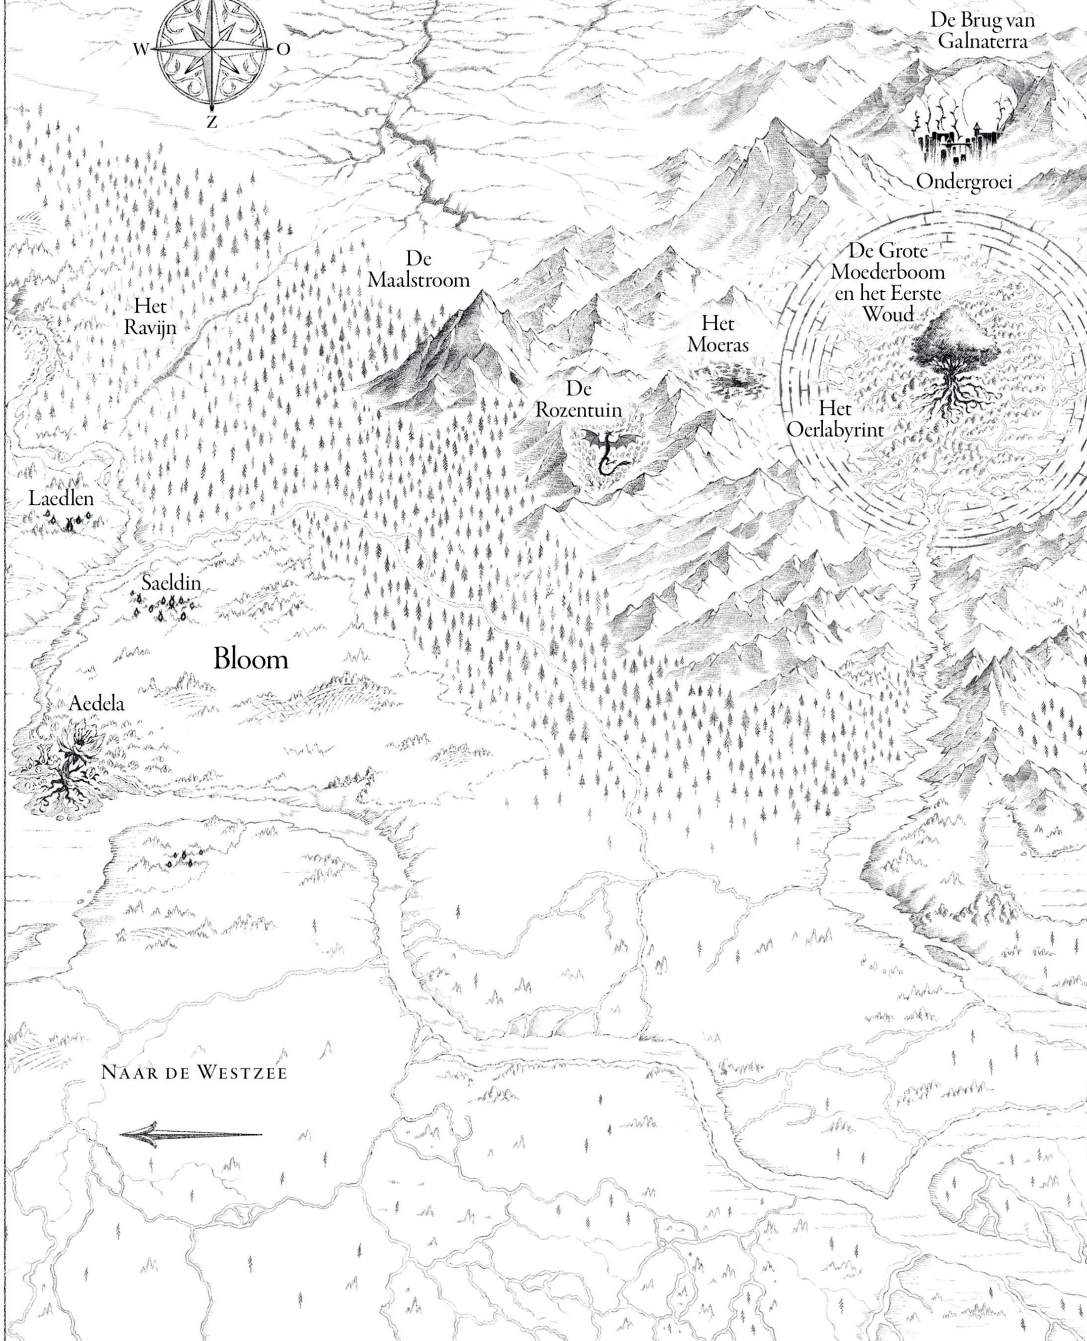 De Brug van
Galnaterra
W
O
Z
Ondergroei
De Grote
Moederboom
en het Eerste
Woud
De
Maalstroom
Het
Ravijn
Het
Moeras
De
Rozentuin
Het
Oerlabyrint
Laedlen
Saeldin
Bloom
Aedela
NAAR DE WESTZEE